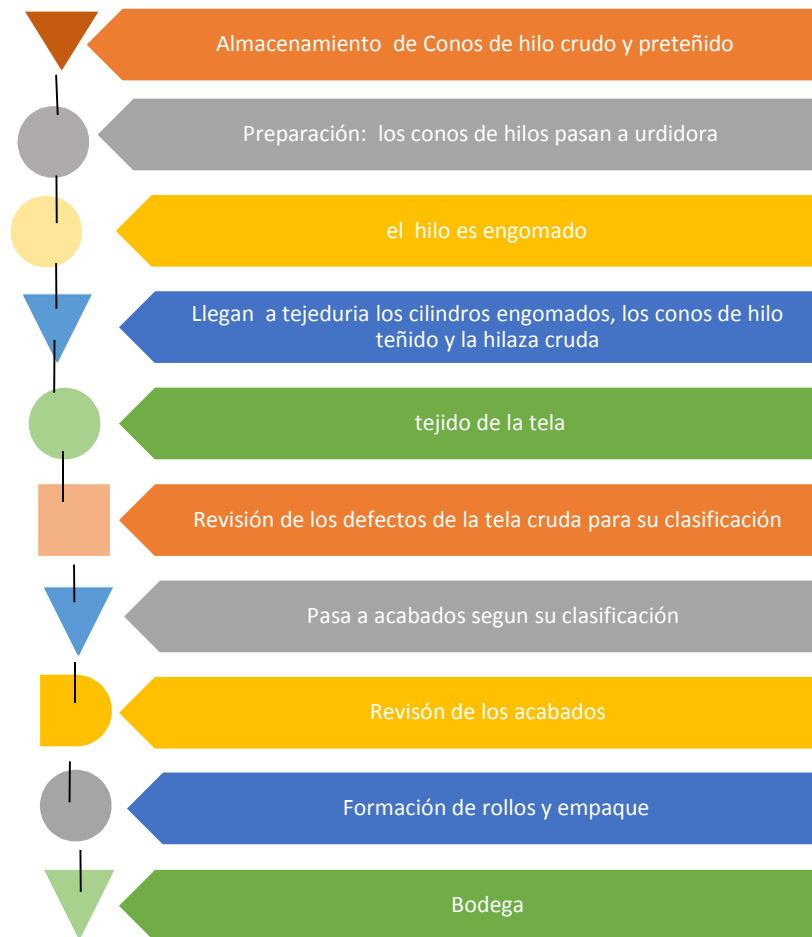 Almacenamiento de Conos de hilo crudo y preteñido
Preparación: los conos de hilos pasan a urdidora
el hilo es engomado
Llegan a tejeduria los cilindros engomados, los conos de hilo
teñido y la hilaza cruda
tejido de la tela
Revisión de los defectos de la tela cruda para su clasificación
Pasa a acabados segun su clasificación
Revisón de los acabados
Formación de rollos y empaque
Bodega